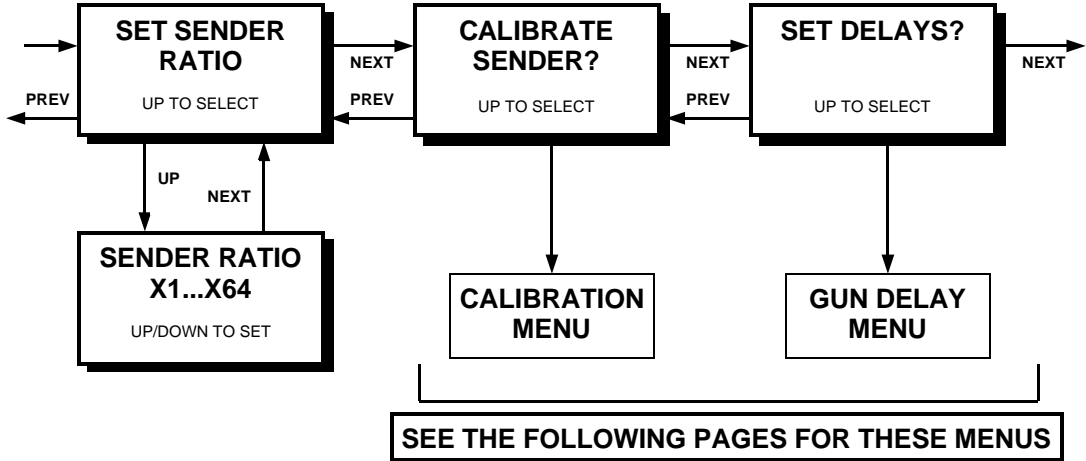 SET SENDER
RATIO
UP TO SELECT
PREV
NEXT
PREV
CALIBRATE
SENDER?
UP TO SELECT
NEXT
PREV
SET DELAYS?
UP TO SELECT
NEXT
UP
NEXT
SENDER RATIO
X1...X64
UP/DOWN TO SET
CALIBRATION
MENU
GUN DELAY
MENU
SEE THE FOLLOWING PAGES FOR THESE MENUS